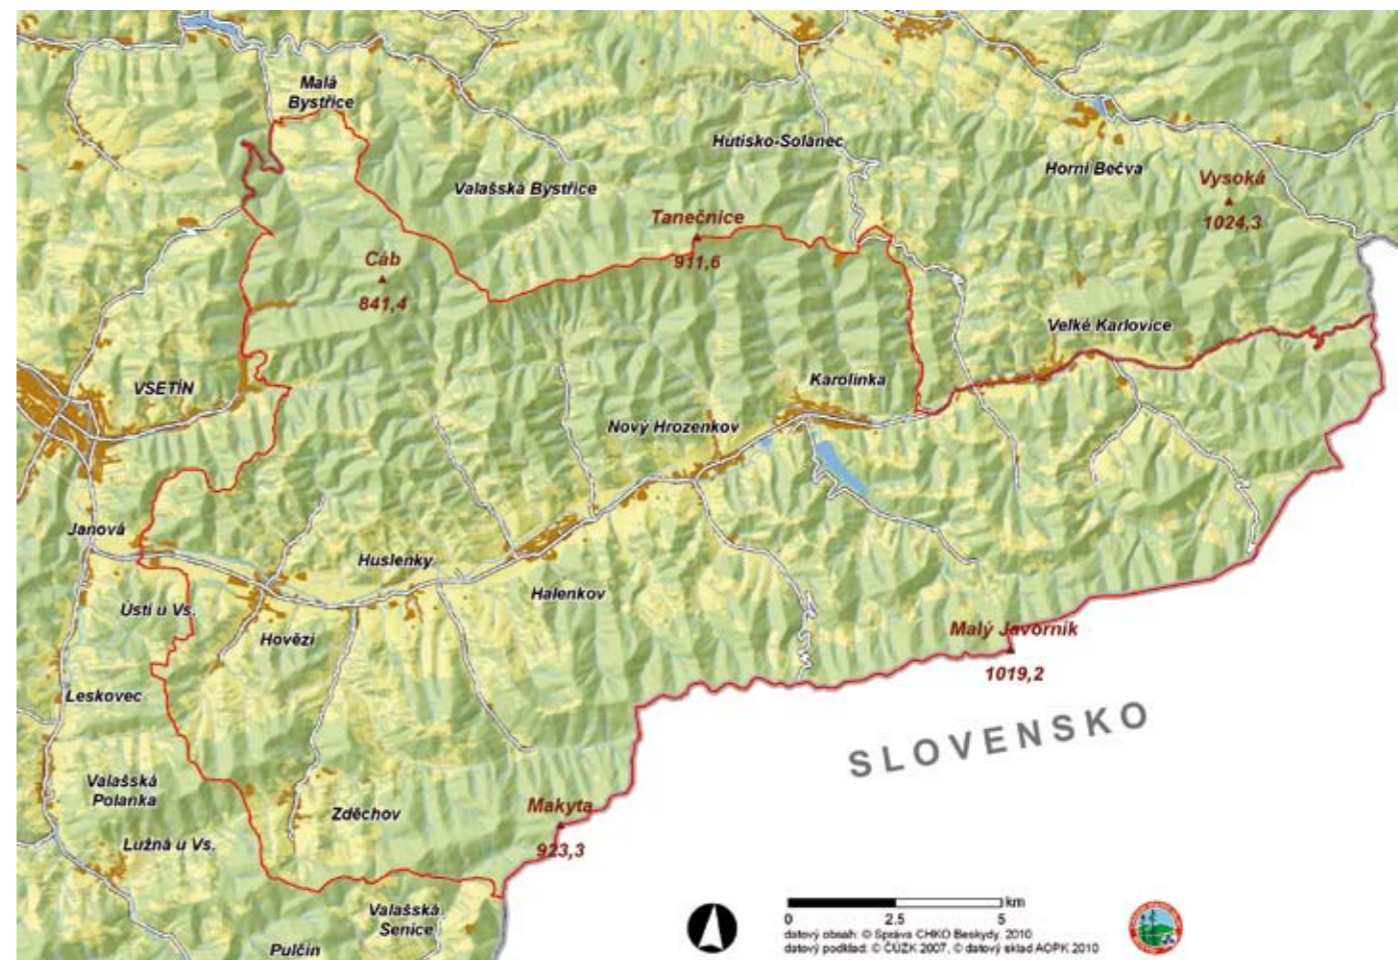 Malá
Bystřice
Hutisko-Solanec
Horní Bečva
Vysoká
1024,3
Valašská Bystřice
Tanečnice
911,6
Cáb
841,4
Velké Karlovice
VSETÍN
Karolinka
Nový Hrozenkov
Janová
Huslenky
Halenkov
Ústí u Vs.
Hovězí
Malý Javorník
1019,2
Leskovec
SLOVENSKO
Valašská
Polanka
Zděchov
Makyta
923,3
Lužná u Vs.
Valašská
Senice
Pulčín
km
0 2.5 5
datový obsah: © Správa CHKO Beskydy, 2010
datový podklad: © ČÚZK 2007, © datový sklad AOPK 2010